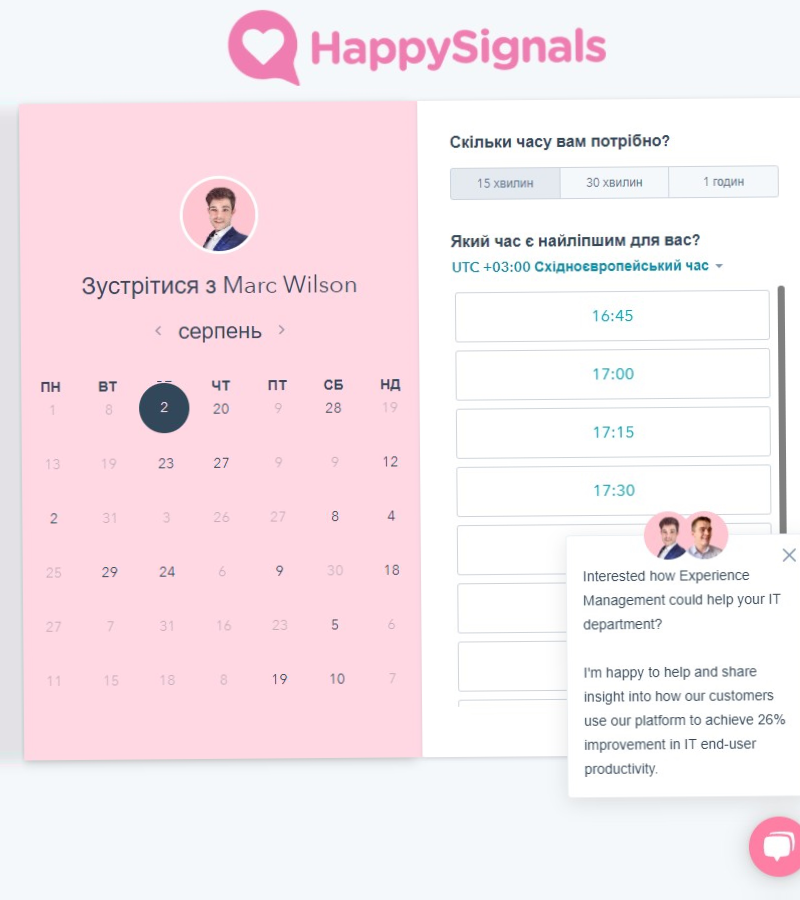 HappySignals
Зустрітися з Marc Wilson
серпень
ПН ВТ ЧТ ПТ СБ НД
1 8 2 20 9 28 19
13 19 23 27 9 9 12
2 31 3 26 27 8 4
25 29 24 6 9 30 18
27 7 31 16 23 5 6
11 15 18 8 19 10 7
Скільки часу вам потрібно?
15 хвилин 30 хвилин 1 годин
Який час є найліпшим для вас?
UTC +03:00 Східноєвропейський час
16:45
17:00
17:15
17:30
Interested how Experience
Management could help your IT
department?
I'm happy to help and share
insight into how our customers
use our platform to achieve 26%
improvement in IT end-user
productivity.